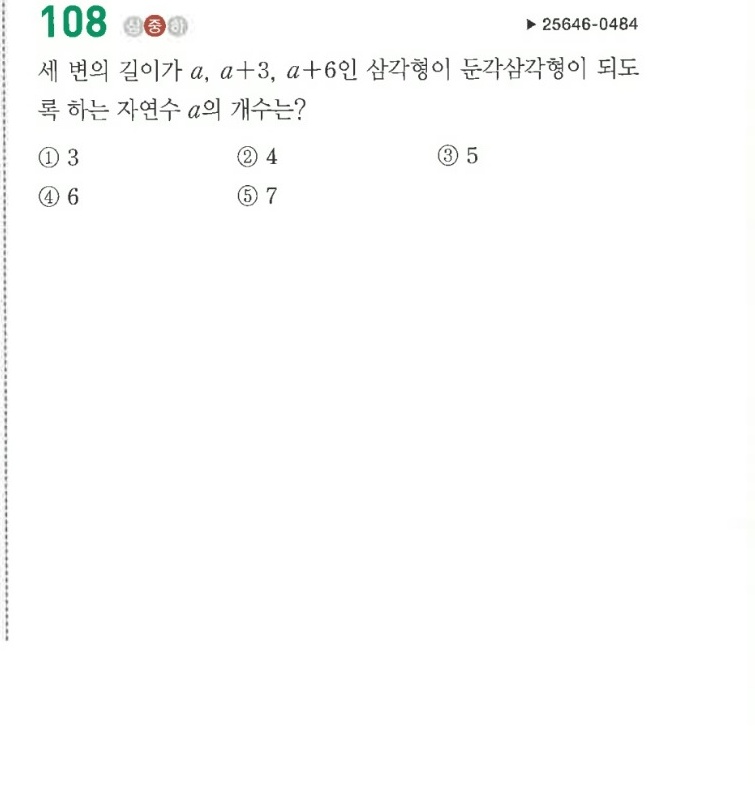 108 상중하
▶ 25646-0484
세 변의 길이가 a, a+3, a+6인 삼각형이 둔각삼각형이 되도
록 하는 자연수 a의 개수는?
① 3 ② 4 ③ 5
④ 6 ⑤ 7